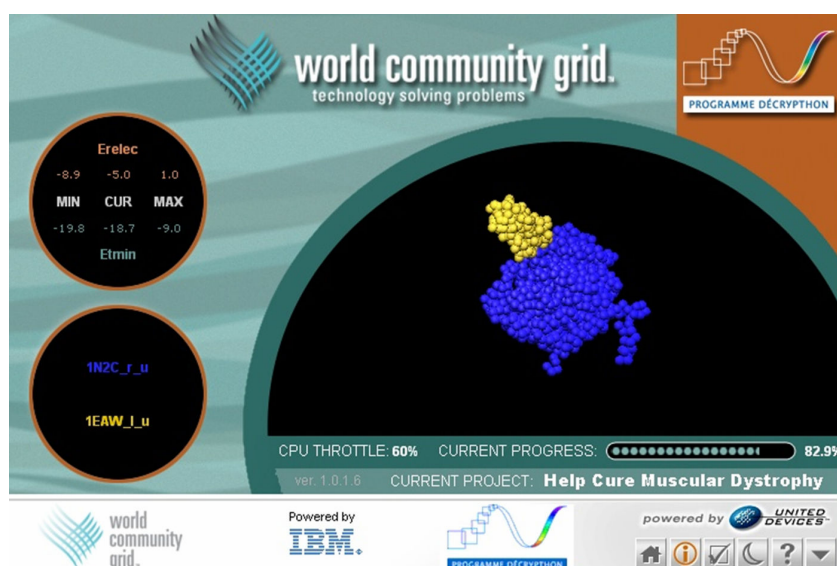 world community grid.
technology solving problems
PROGRAMME DÉCRYPTHON
Erelec
-8.9 -5.0 1.0
MIN CUR MAX
-19.8 -18.7 -9.0
Etmin
1N2C_r_u
1EAW_l_u
CPU THROTTLE: 60% CURRENT PROGRESS: 82.9%
ver. 1.0.1.6 CURRENT PROJECT: Help Cure Muscular Dystrophy
world
community
grid.
Powered by
IBM.
PROGRAMME DÉCRYPTHON
powered by UNITED DEVICES